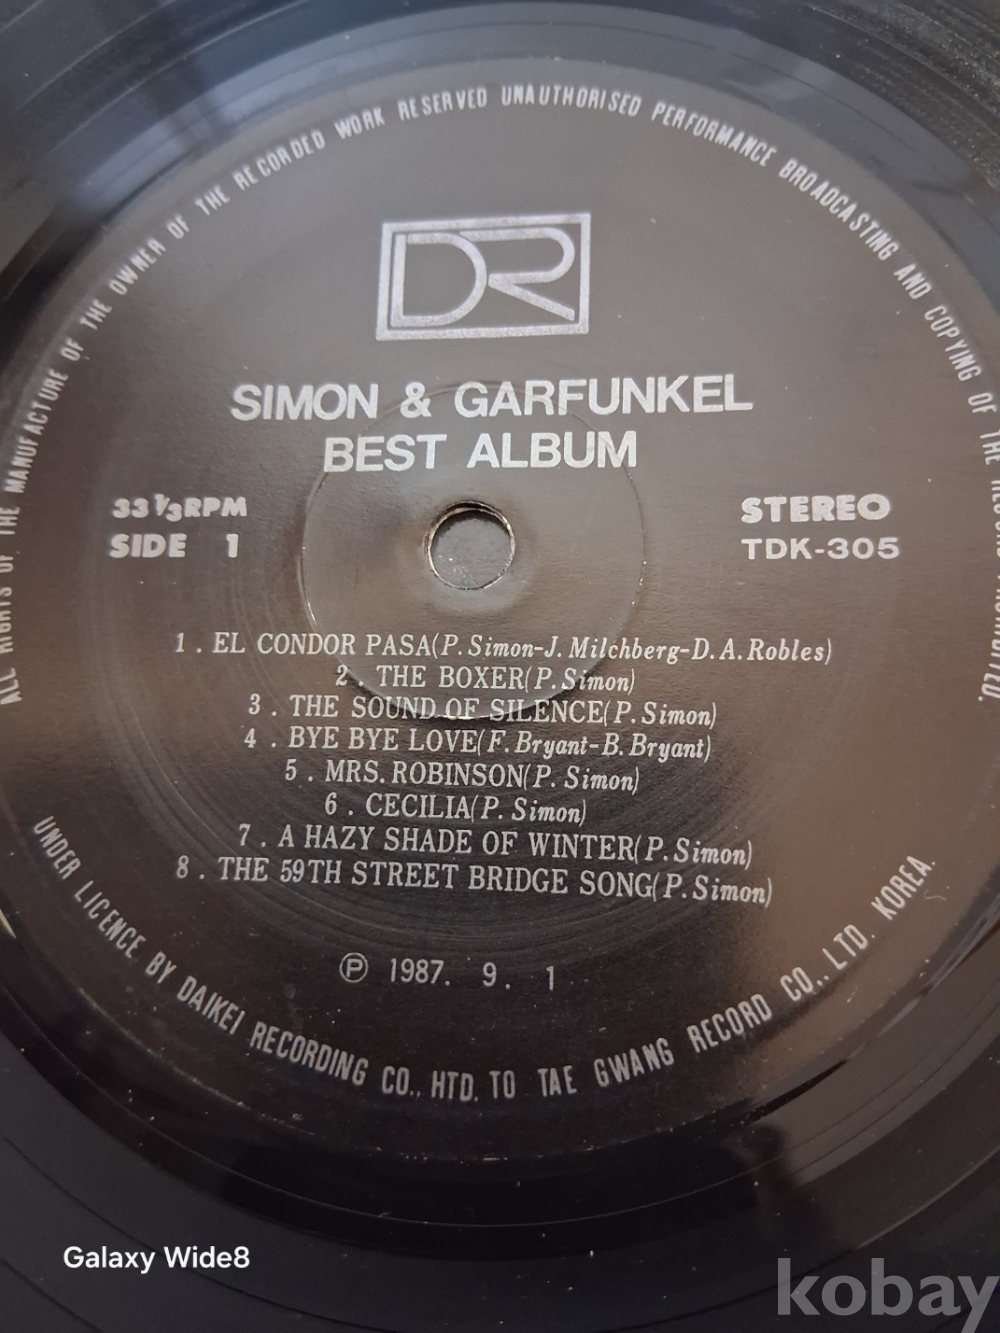 ALL RIGHTS OF THE MANUFACTURE OF THE OWNER OF THE RECORDED WORK RESERVED UNAUTHORISED PERFORMANCE BROADCASTING AND COPYING OF THE RECORD PROHIBITED.
DR
SIMON & GARFUNKEL
BEST ALBUM
33 1/3 RPM
SIDE 1
STEREO
TDK-305
1. EL CONDOR PASA(P. Simon-J. Milchberg-D. A. Robles)
2. THE BOXER(P. Simon)
3. THE SOUND OF SILENCE(P. Simon)
4. BYE BYE LOVE(F. Bryant-B. Bryant)
5. MRS. ROBINSON(P. Simon)
6. CECILIA(P. Simon)
7. A HAZY SHADE OF WINTER(P. Simon)
8. THE 59TH STREET BRIDGE SONG(P. Simon)
Ⓟ 1987. 9. 1
UNDER LICENCE BY DAIKEI RECORDING CO., HTD. TO TAE GWANG RECORD CO., LTD. KOREA.
Galaxy Wide8
kobay